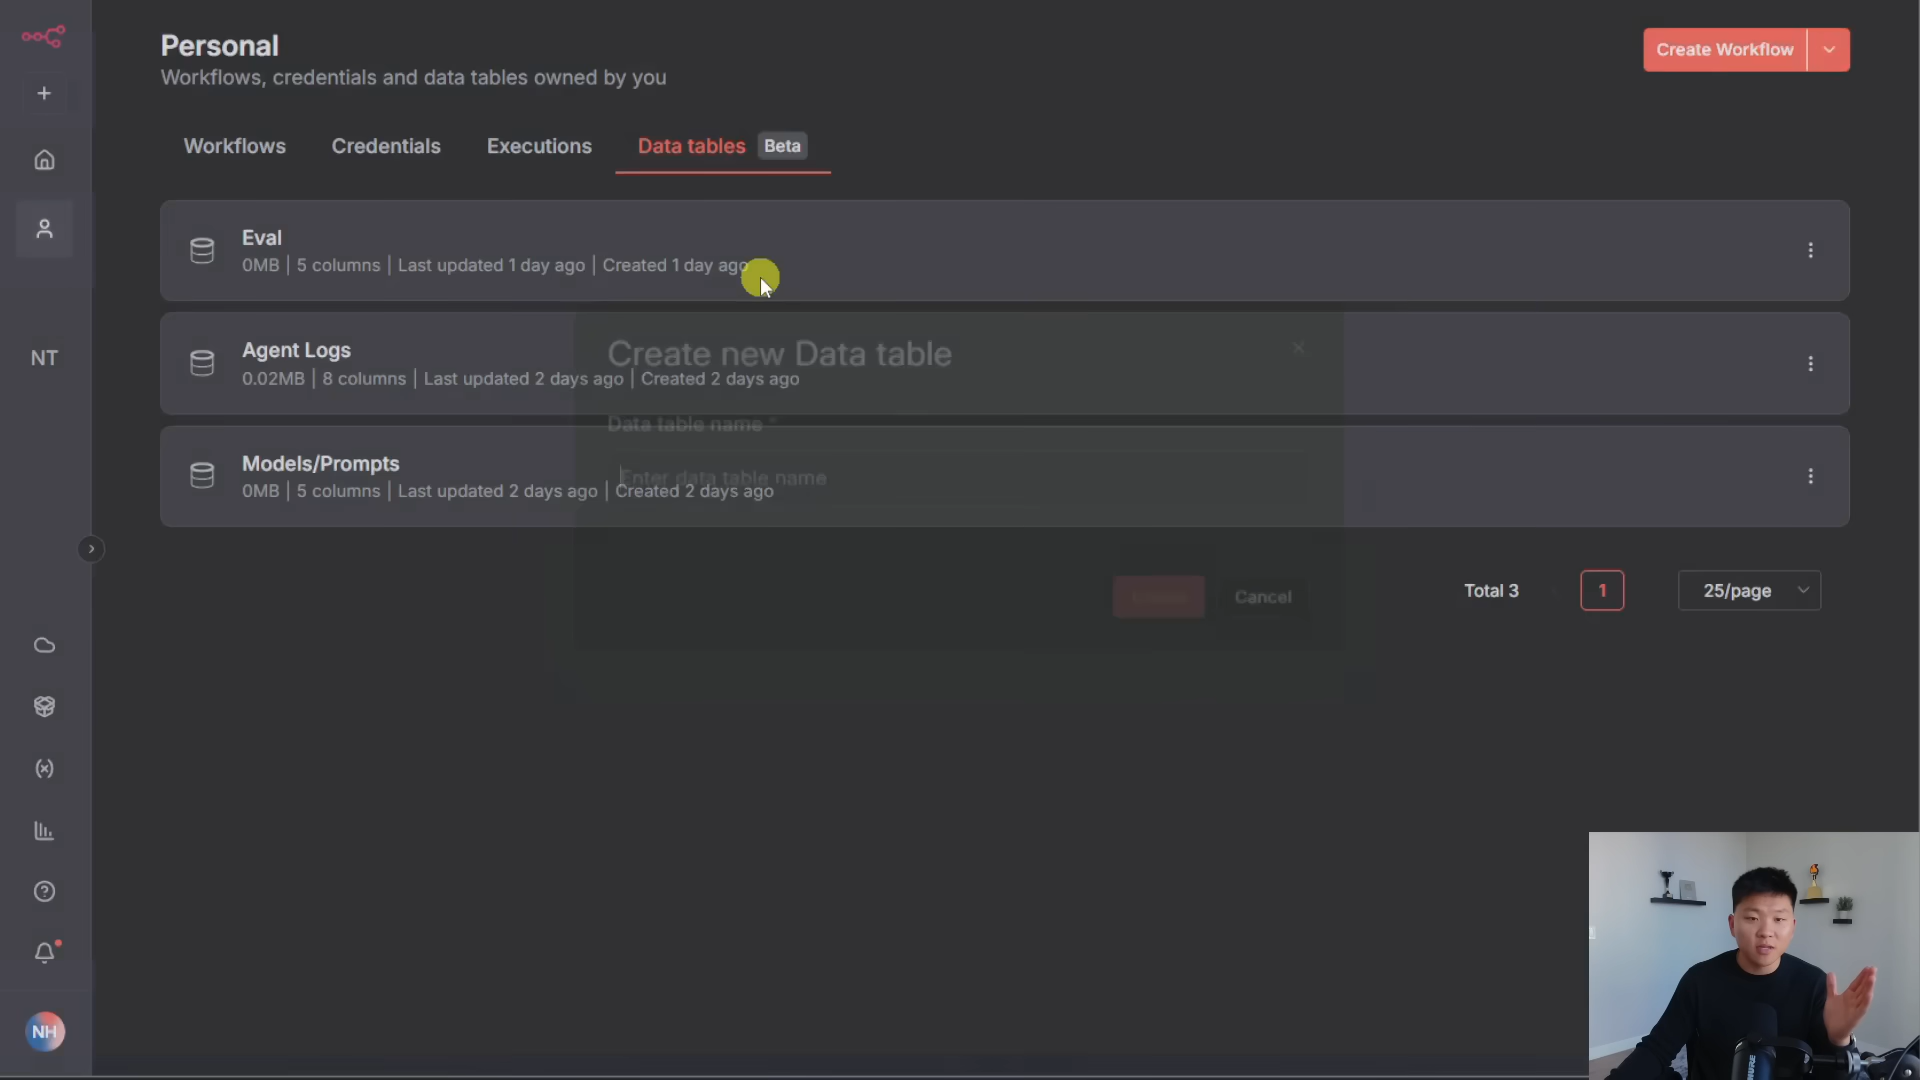 Personal
Workflows, credentials and data tables owned by you
Create Workflow
Workflows
Credentials
Executions
Data tables
Beta
Eval
0MB | 5 columns | Last updated 1 day ago | Created 1 day ago
Agent Logs
0.02MB | 8 columns | Last updated 2 days ago | Created 2 days ago
Models/Prompts
0MB | 5 columns | Last updated 2 days ago | Created 2 days ago
Create new Data table
Data table name *
Enter data table name
Cancel
Total 3
1
25/page
NT
NH